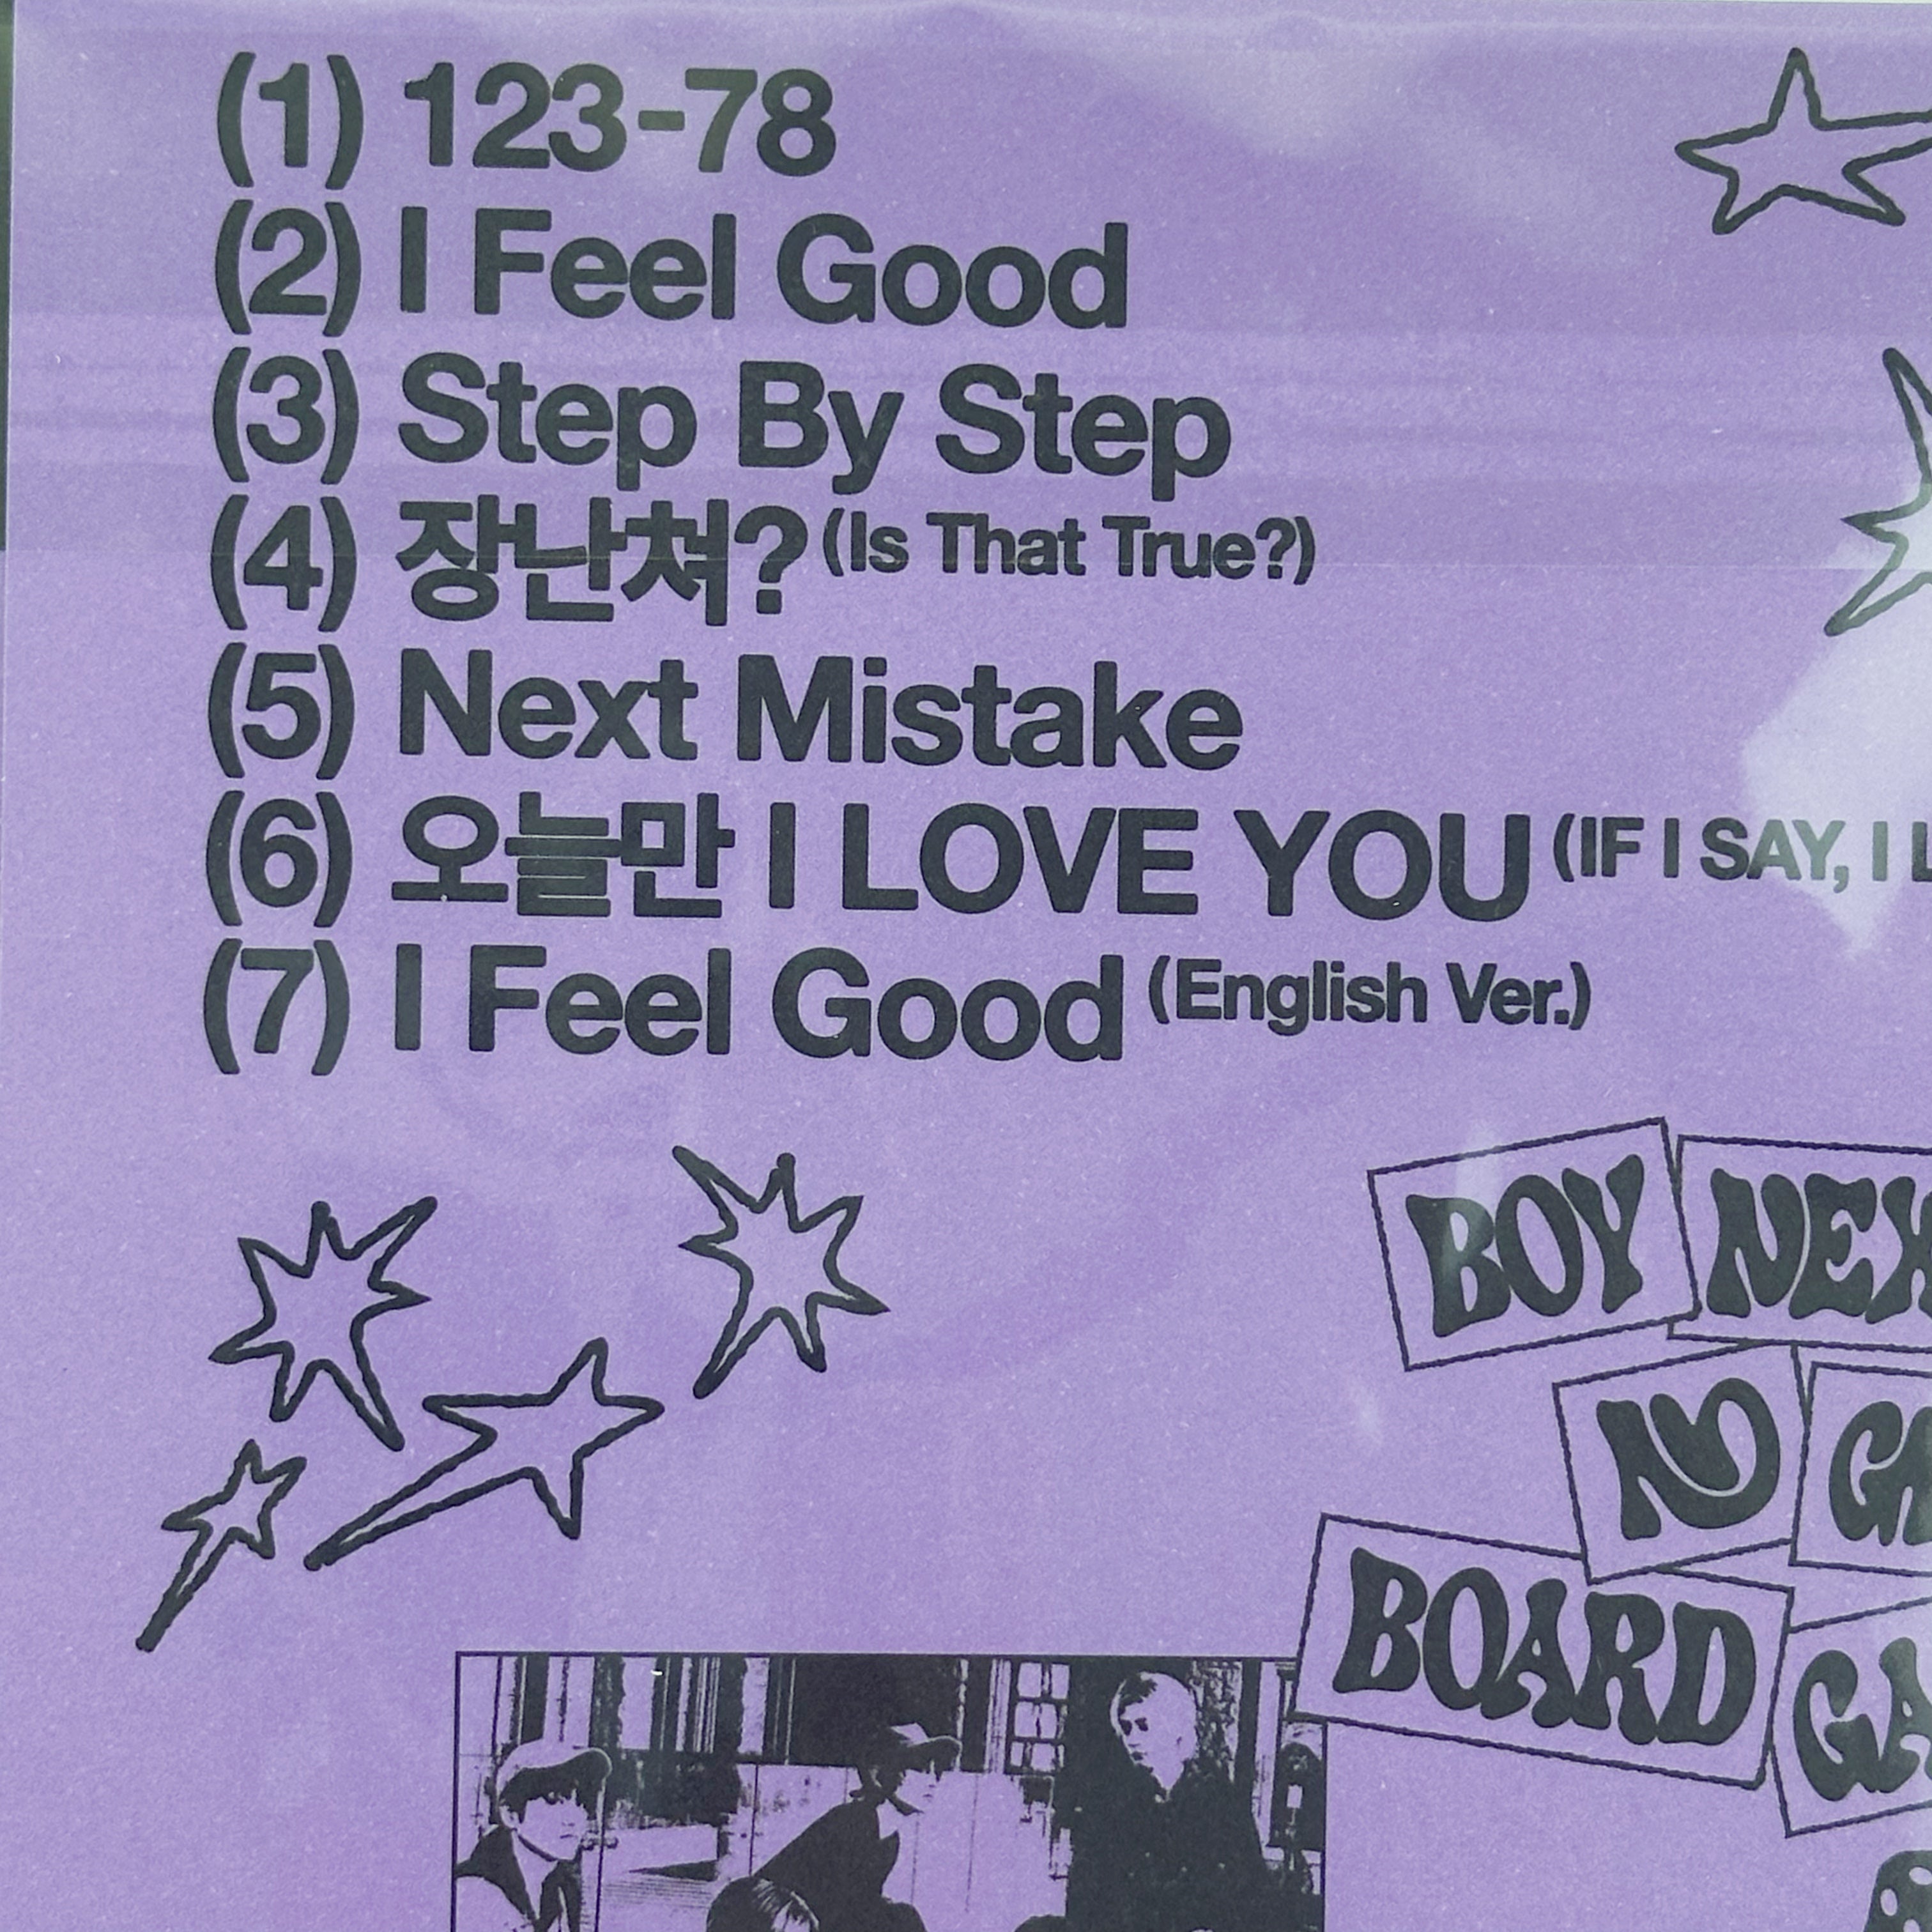 (1) 123-78
(2) I Feel Good
(3) Step By Step
(4) 장난쳐? (Is That True?)
(5) Next Mistake
(6) 오늘만 I LOVE YOU (IF I SAY, I
(7) I Feel Good (English Ver.)
BOY
NO
BOARD